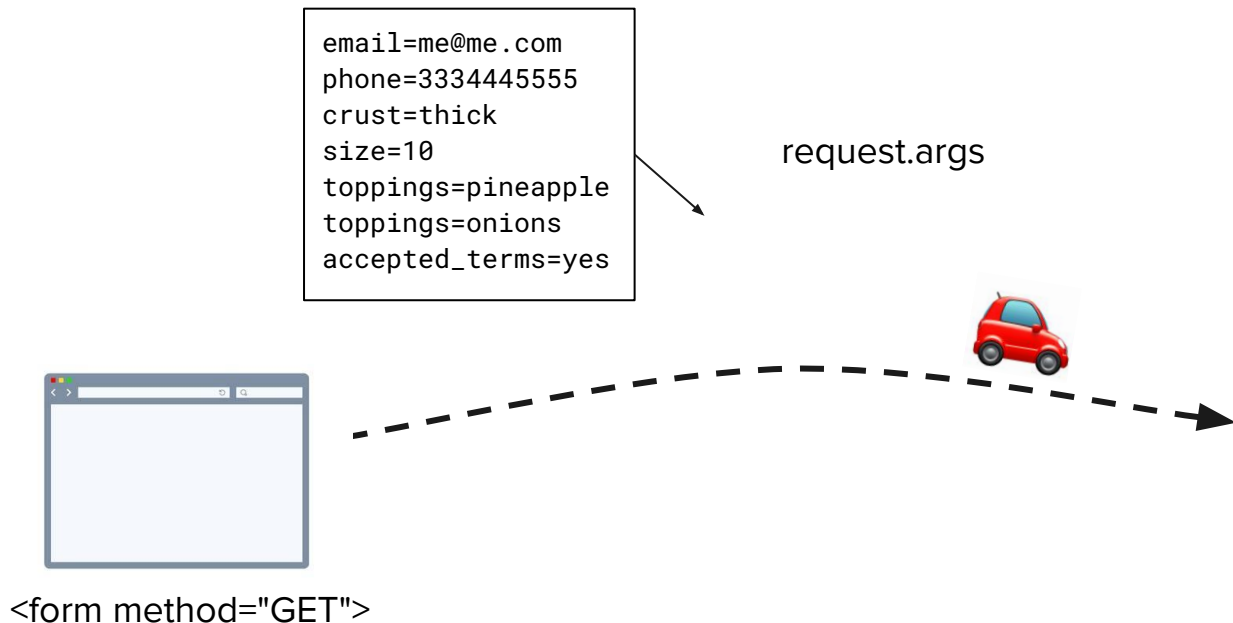 email=me@me.com
phone=3334445555
crust=thick
size=10
toppings=pineapple
toppings=onions
accepted_terms=yes
request.args
<form method="GET">